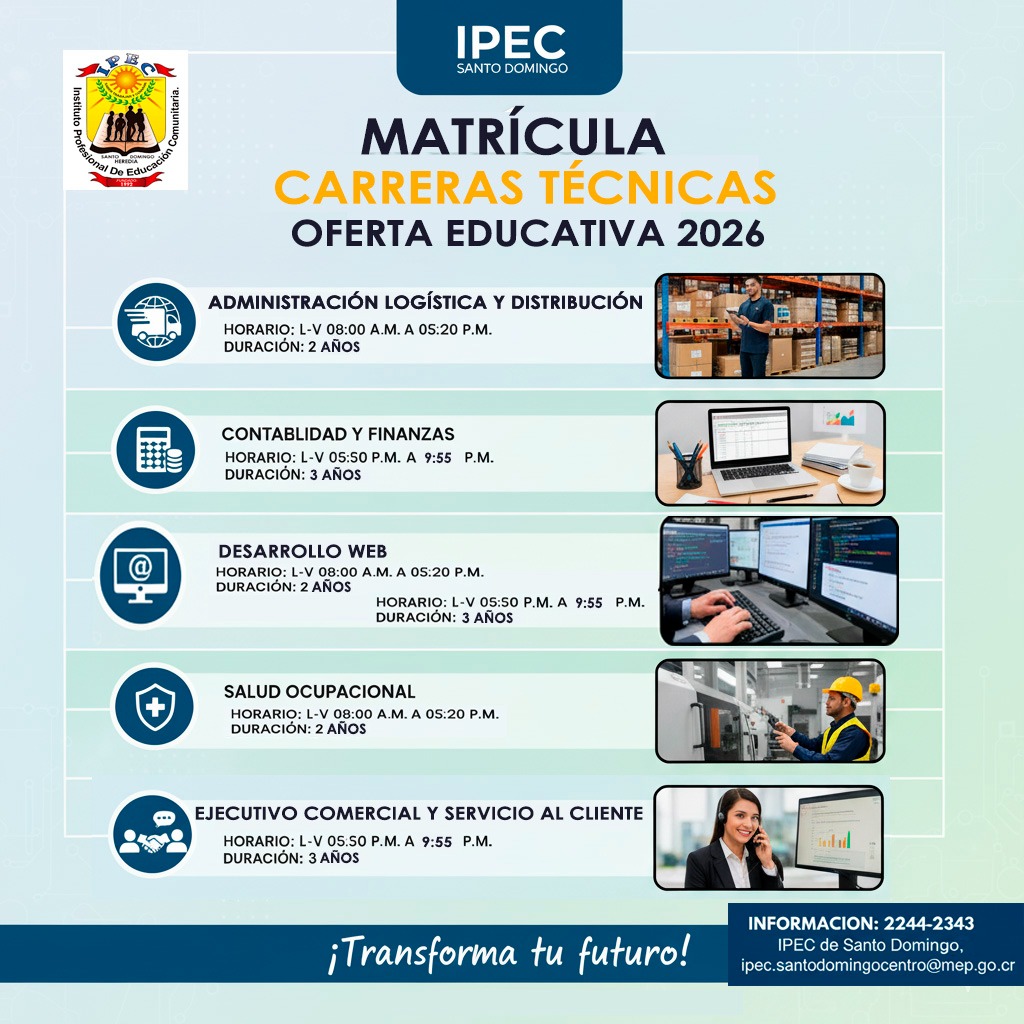 IPEC
SANTO DOMINGO
IPEC
Instituto Profesional De Educación Comunitaria.
SANTO DOMINGO
HEREDIA
FUNDADO
1992
MATRÍCULA
CARRERAS TÉCNICAS
OFERTA EDUCATIVA 2026
ADMINISTRACIÓN LOGÍSTICA Y DISTRIBUCIÓN
HORARIO: L-V 08:00 A.M. A 05:20 P.M.
DURACIÓN: 2 AÑOS
CONTABLIDAD Y FINANZAS
HORARIO: L-V 05:50 P.M. A 9:55 P.M.
DURACIÓN: 3 AÑOS
@
DESARROLLO WEB
HORARIO: L-V 08:00 A.M. A 05:20 P.M.
DURACIÓN: 2 AÑOS
HORARIO: L-V 05:50 P.M. A 9:55 P.M.
DURACIÓN: 3 AÑOS
SALUD OCUPACIONAL
HORARIO: L-V 08:00 A.M. A 05:20 P.M.
DURACIÓN: 2 AÑOS
EJECUTIVO COMERCIAL Y SERVICIO AL CLIENTE
HORARIO: L-V 05:50 P.M. A 9:55 P.M.
DURACIÓN: 3 AÑOS
¡Transforma tu futuro!
INFORMACION: 2244-2343
IPEC de Santo Domingo,
ipec.santodomingocentro@mep.go.cr